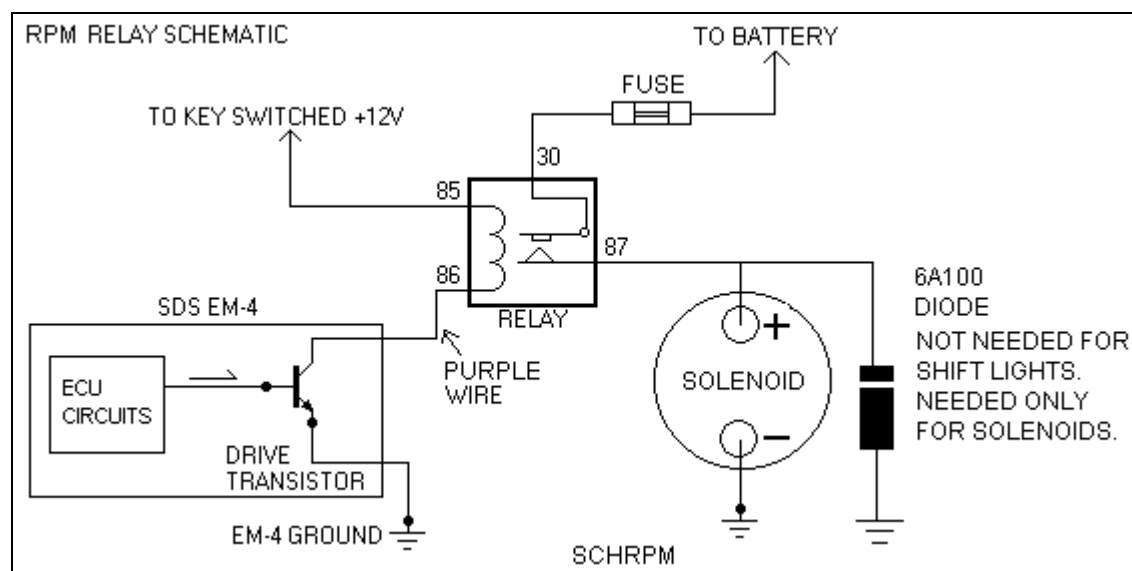 RPM RELAY SCHEMATIC
TO BATTERY
FUSE
TO KEY SWITCHED +12V
30
85
87
86
RELAY
SDS EM-4
ECU
CIRCUITS
PURPLE
WIRE
DRIVE
TRANSISTOR
EM-4 GROUND
+
SOLENOID
−
6A100
DIODE
NOT NEEDED FOR
SHIFT LIGHTS.
NEEDED ONLY
FOR SOLENOIDS.
SCHRPM